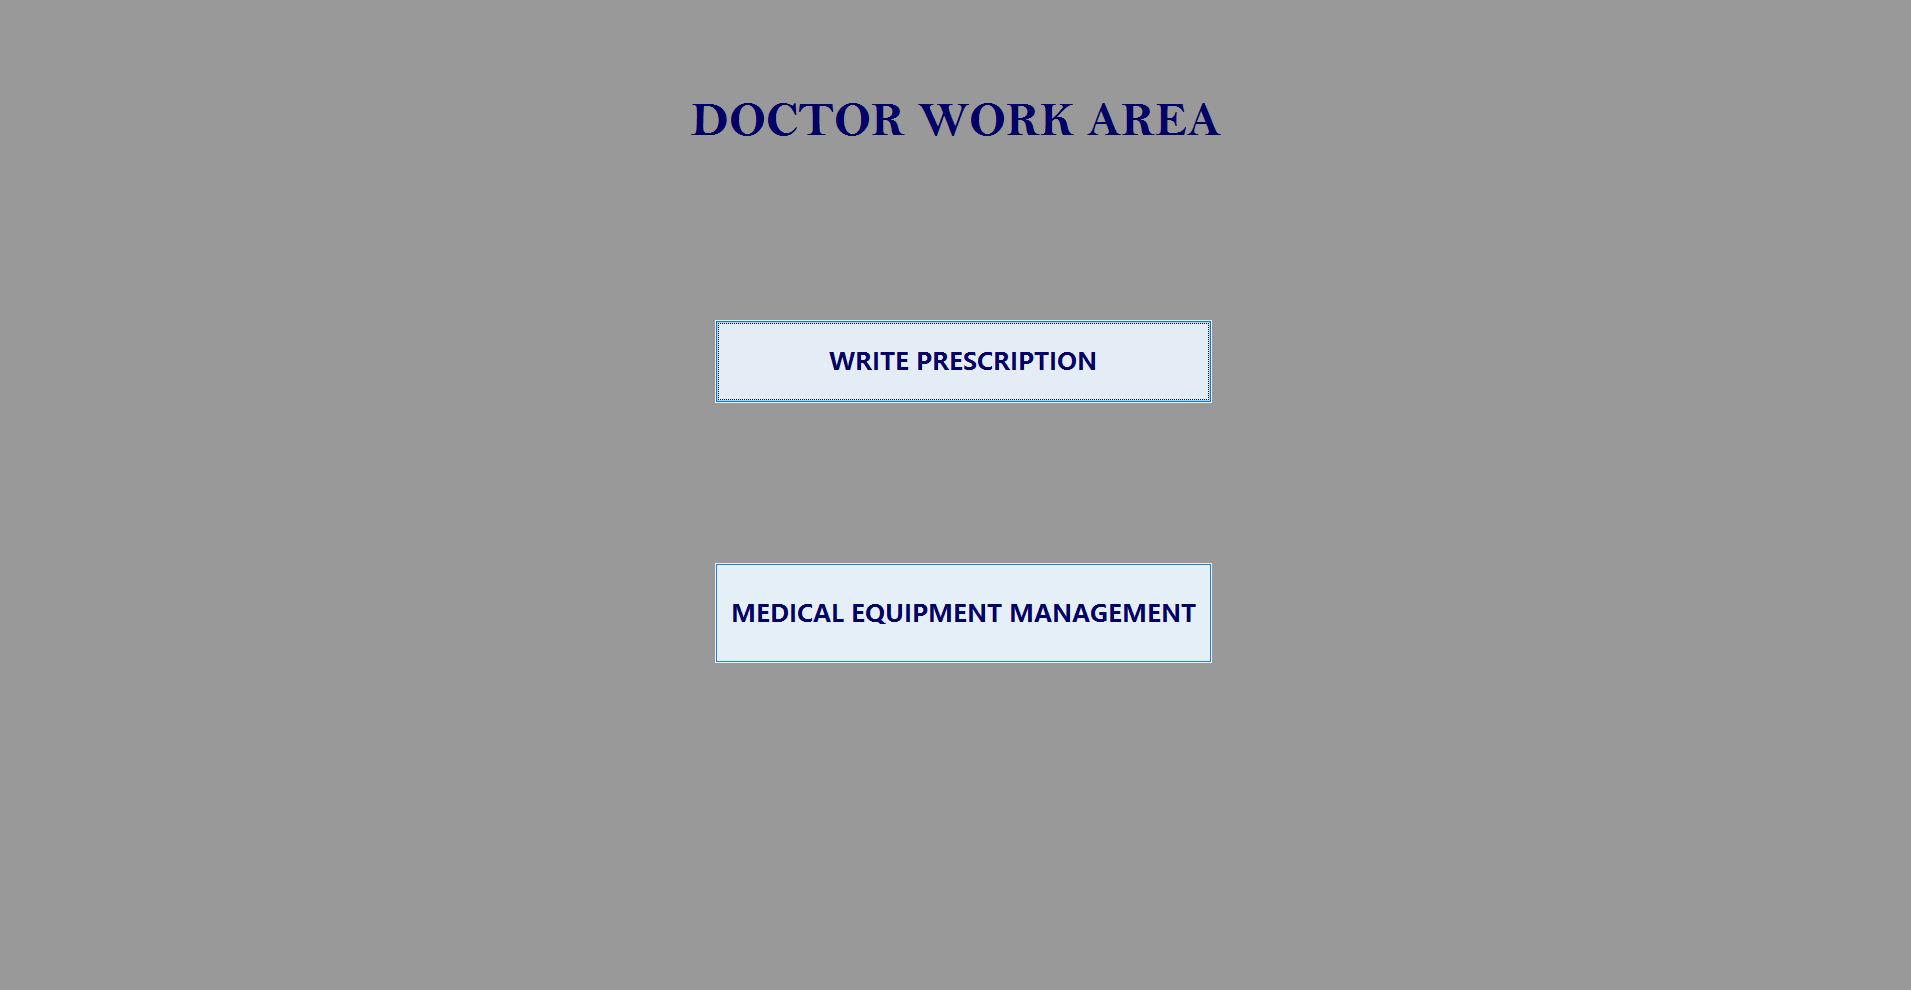 DOCTOR WORK AREA
WRITE PRESCRIPTION
MEDICAL EQUIPMENT MANAGEMENT